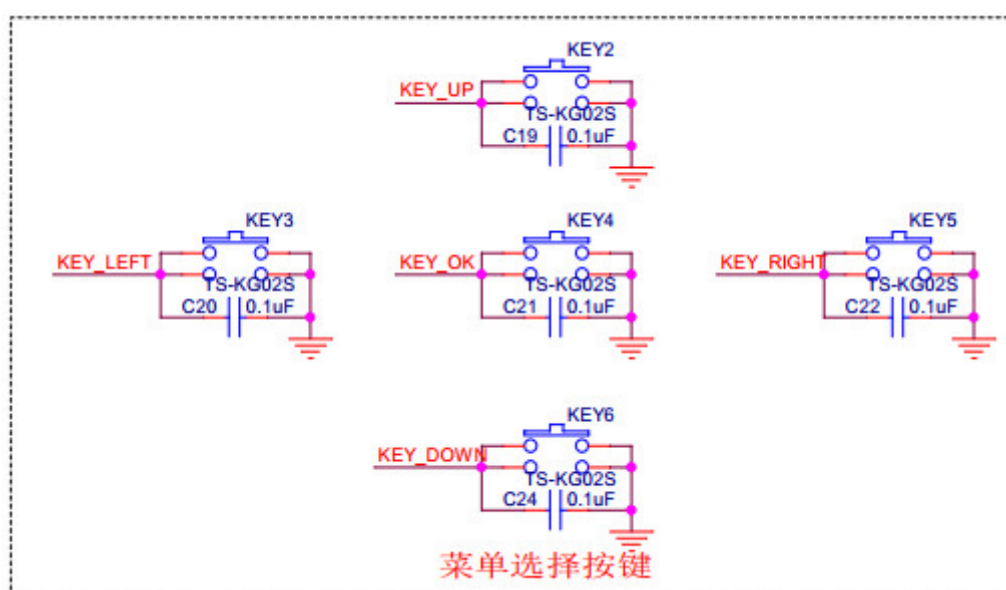 KEY2
KEY_UP
TS-KG02S
C19 0.1uF
KEY3 KEY4 KEY5
KEY_LEFT KEY_OK KEY_RIGHT
TS-KG02S TS-KG02S TS-KG02S
C20 0.1uF C21 0.1uF C22 0.1uF
KEY6
KEY_DOWN
TS-KG02S
C24 0.1uF
菜单选择按键